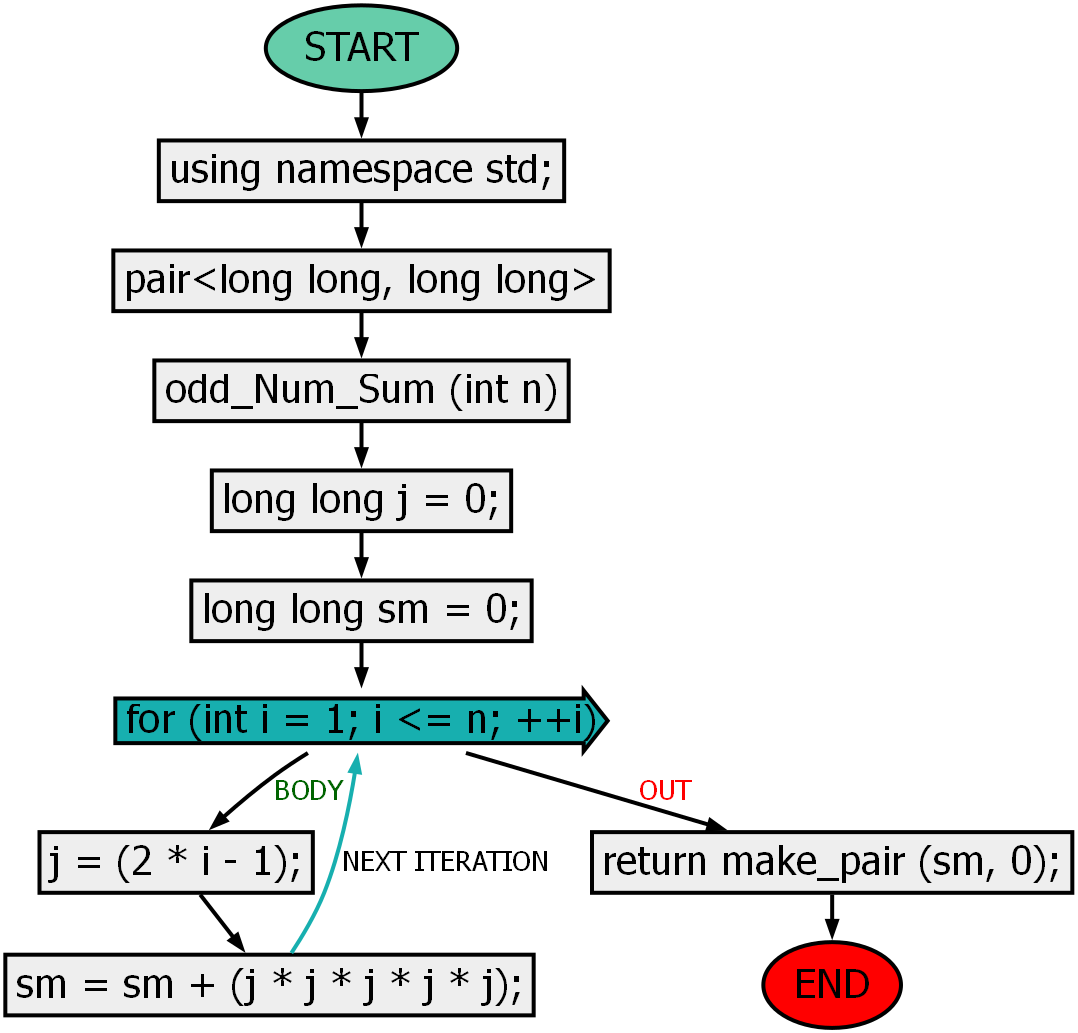 START
using namespace std;
pair<long long, long long>
odd_Num_Sum (int n)
long long j = 0;
long long sm = 0;
for (int i = 1; i <= n; ++i)
BODY
OUT
j = (2 * i - 1);
NEXT ITERATION
return make_pair (sm, 0);
sm = sm + (j * j * j * j * j);
END